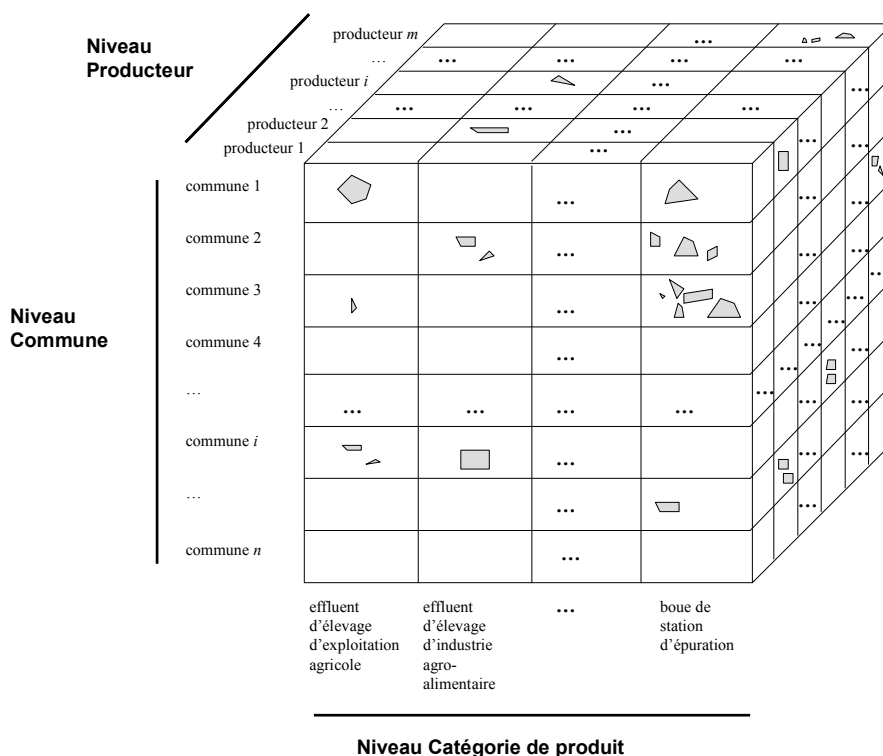 Niveau
Producteur
producteur m
...
producteur i
...
producteur 2
producteur 1
Niveau
Commune
commune 1
commune 2
commune 3
commune 4
...
commune i
...
commune n
effluent
d'élevage
d'exploitation
agricole
effluent
d'élevage
d'industrie
agro-
alimentaire
...
boue de
station
d'épuration
Niveau Catégorie de produit